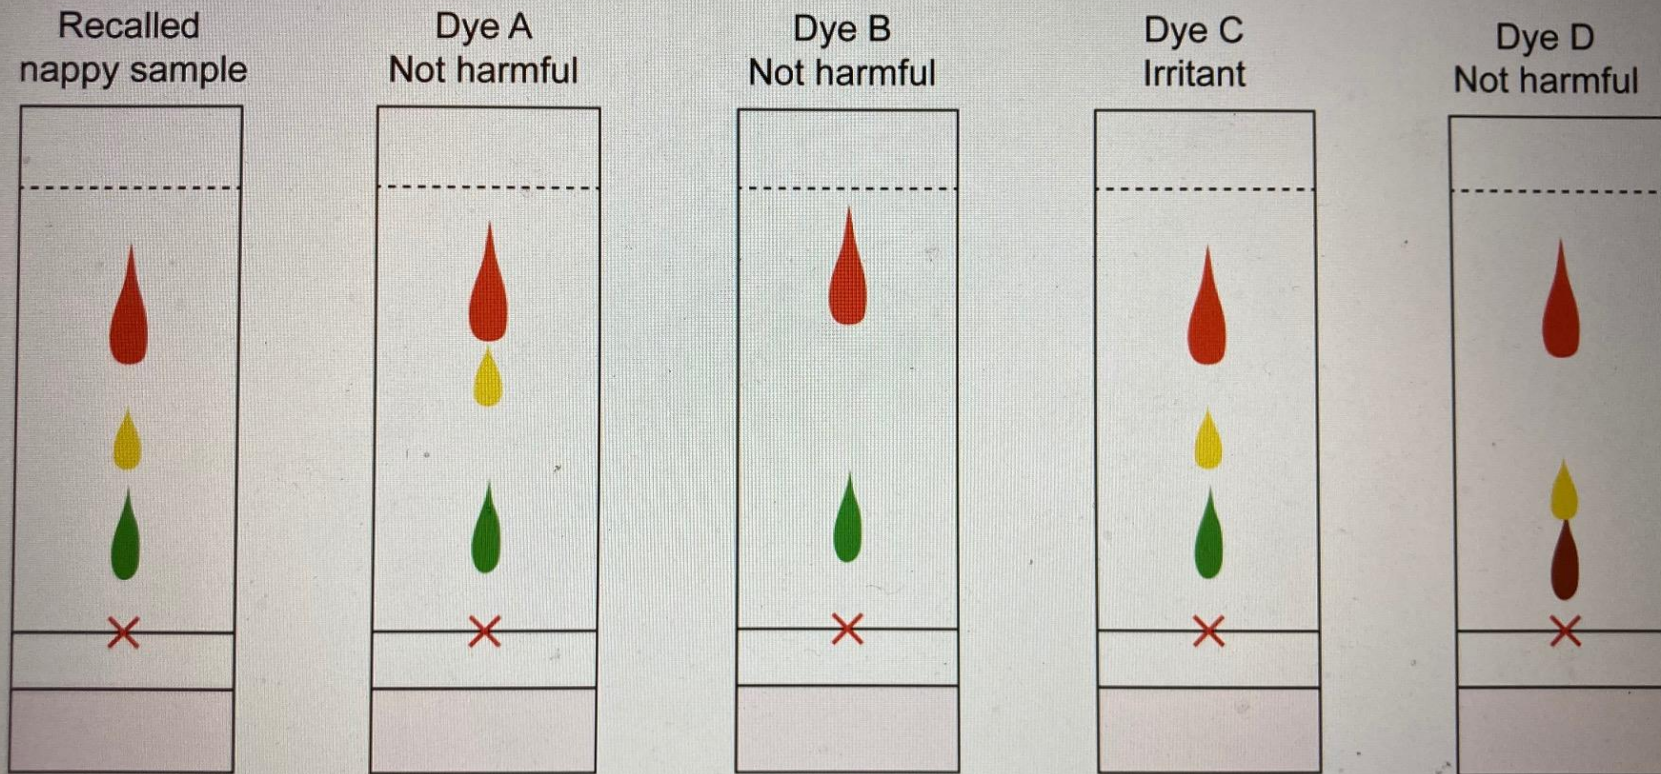 Recalled
nappy sample
Dye A
Not harmful
Dye B
Not harmful
Dye C
Irritant
Dye D
Not harmful